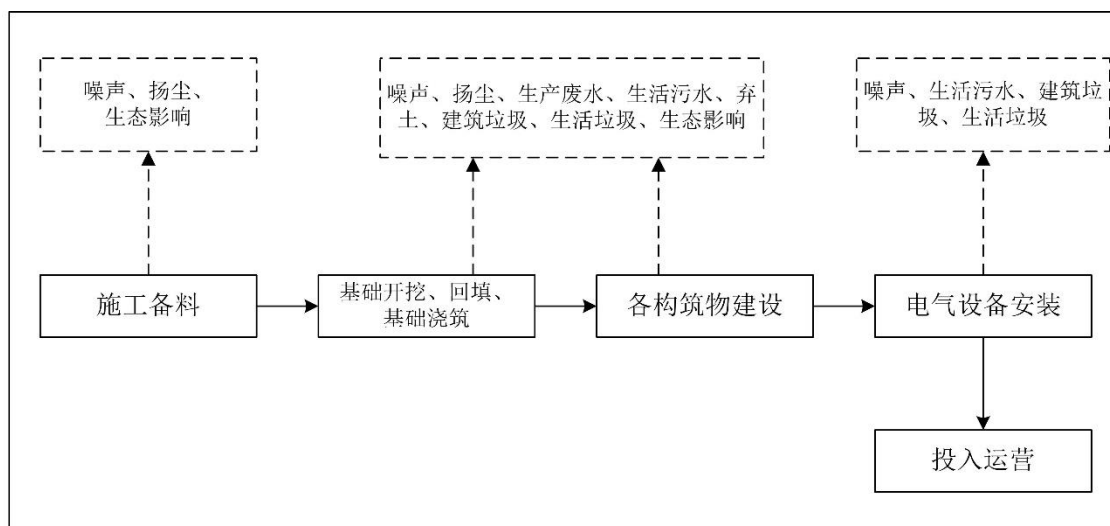 噪声、扬尘、
生态影响
噪声、扬尘、生产废水、生活污水、弃
土、建筑垃圾、生活垃圾、生态影响
噪声、生活污水、建筑垃
圾、生活垃圾
施工备料
基础开挖、回填、
基础浇筑
各构筑物建设
电气设备安装
投入运营